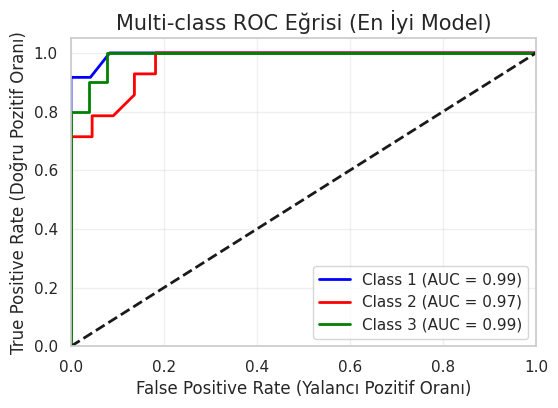 Multi-class ROC Eğrisi (En İyi Model)
True Positive Rate (Doğru Pozitif Oranı)
1.0
0.8
0.6
0.4
0.2
0.0
Class 1 (AUC = 0.99)
Class 2 (AUC = 0.97)
Class 3 (AUC = 0.99)
0.0 0.2 0.4 0.6 0.8 1.0
False Positive Rate (Yalancı Pozitif Oranı)